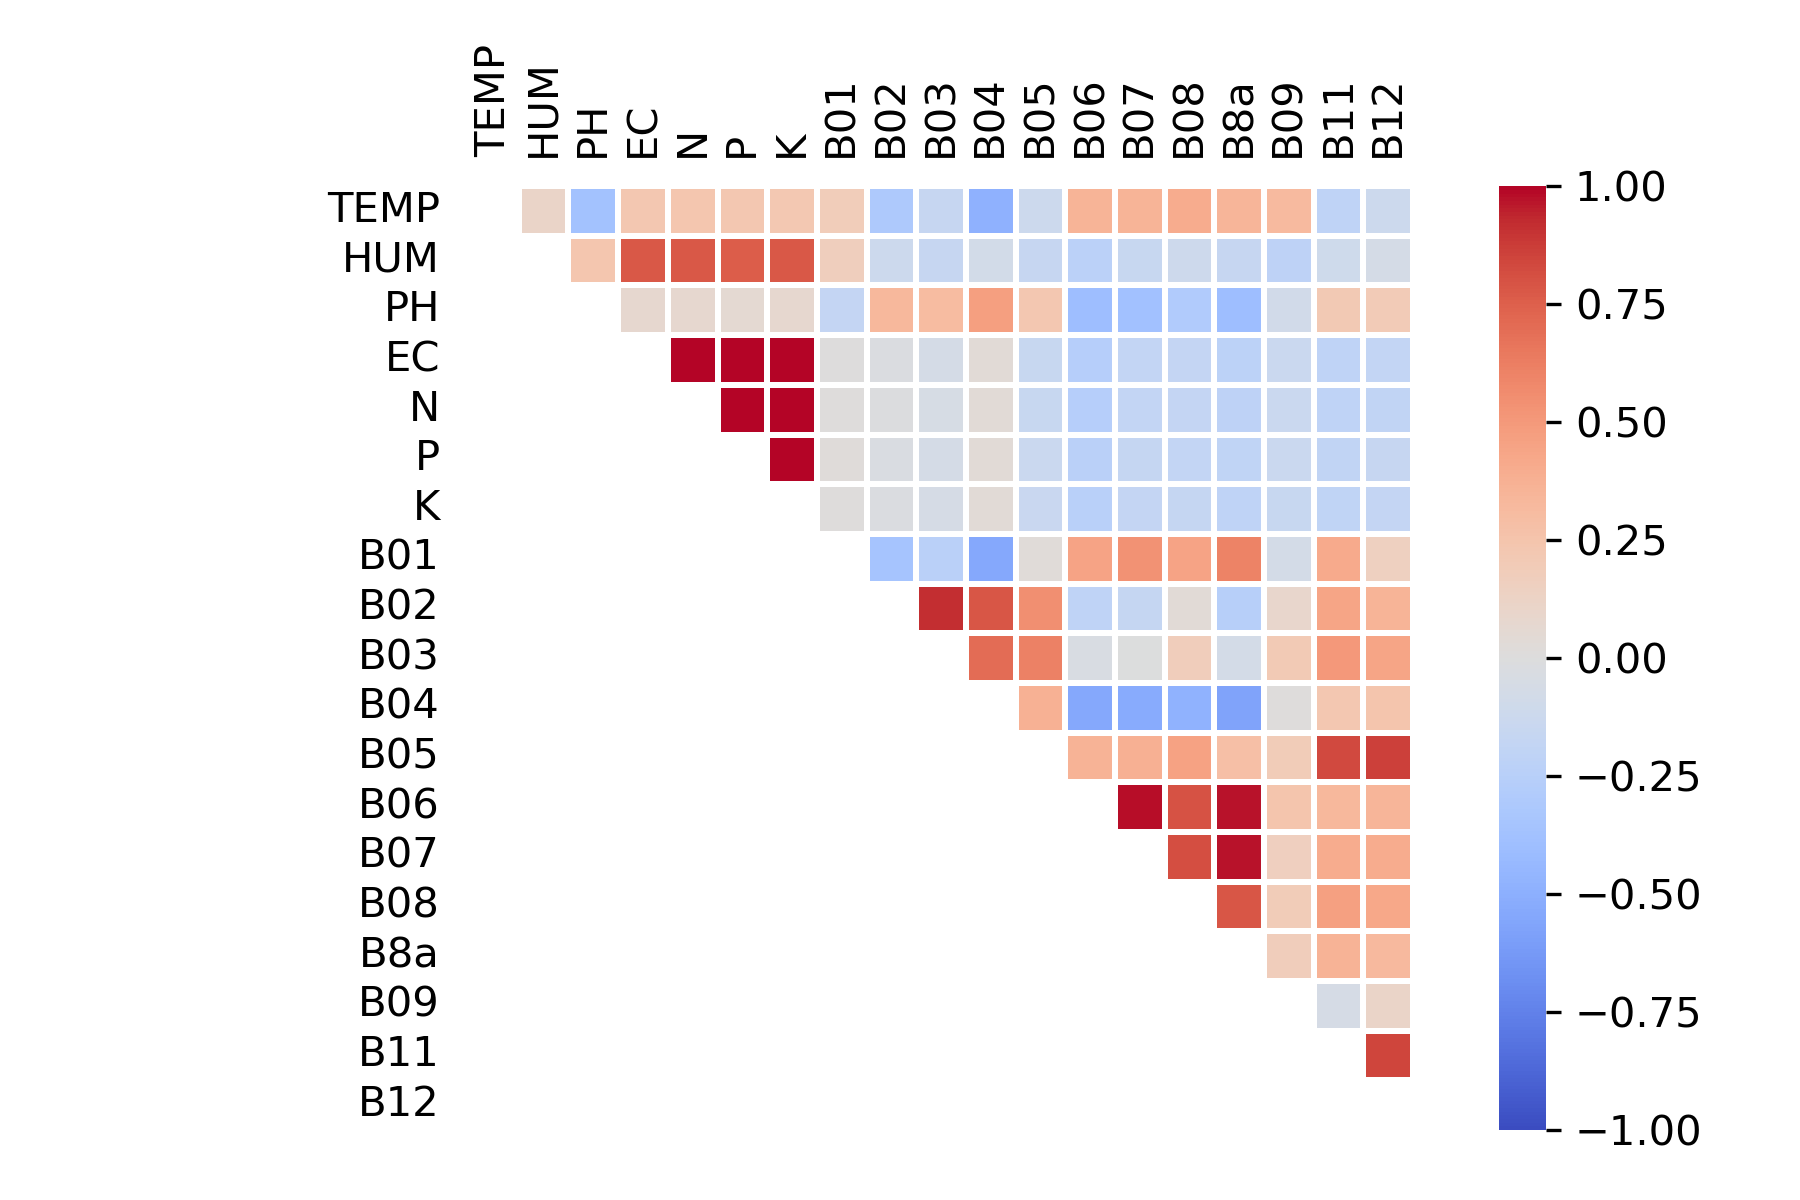 TEMP HUM PH EC N P K B01 B02 B03 B04 B05 B06 B07 B08 B8a B09 B11 B12
TEMP
HUM
PH
EC
N
P
K
B01
B02
B03
B04
B05
B06
B07
B08
B8a
B09
B11
B12
1.00
0.75
0.50
0.25
0.00
−0.25
−0.50
−0.75
−1.00